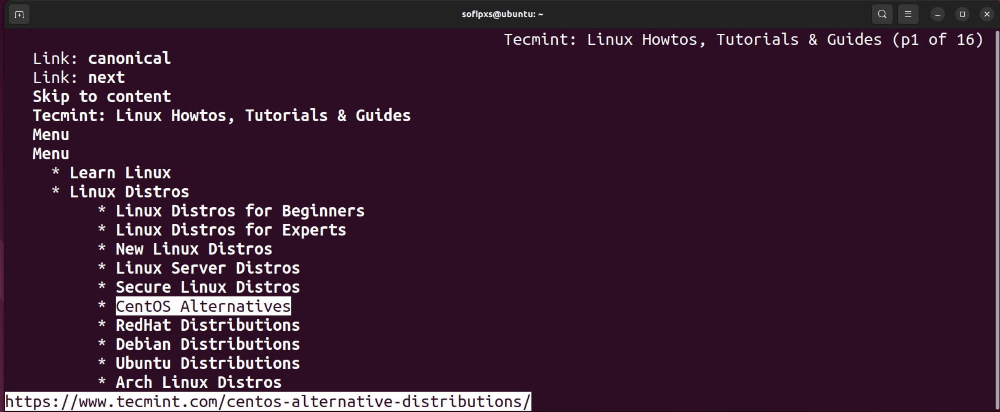 sofipxs@ubuntu: ~
Tecmint: Linux Howtos, Tutorials & Guides (p1 of 16)
Link: canonical
Link: next
Skip to content
Tecmint: Linux Howtos, Tutorials & Guides
Menu
Menu
* Learn Linux
* Linux Distros
* Linux Distros for Beginners
* Linux Distros for Experts
* New Linux Distros
* Linux Server Distros
* Secure Linux Distros
* CentOS Alternatives
* RedHat Distributions
* Debian Distributions
* Ubuntu Distributions
* Arch Linux Distros
https://www.tecmint.com/centos-alternative-distributions/